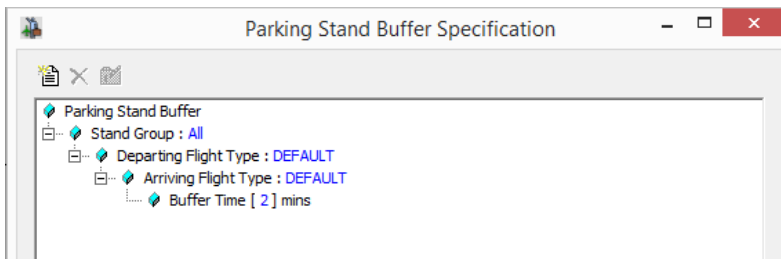 Parking Stand Buffer Specification
Parking Stand Buffer
Stand Group : All
Departing Flight Type : DEFAULT
Arriving Flight Type : DEFAULT
Buffer Time [ 2 ] mins